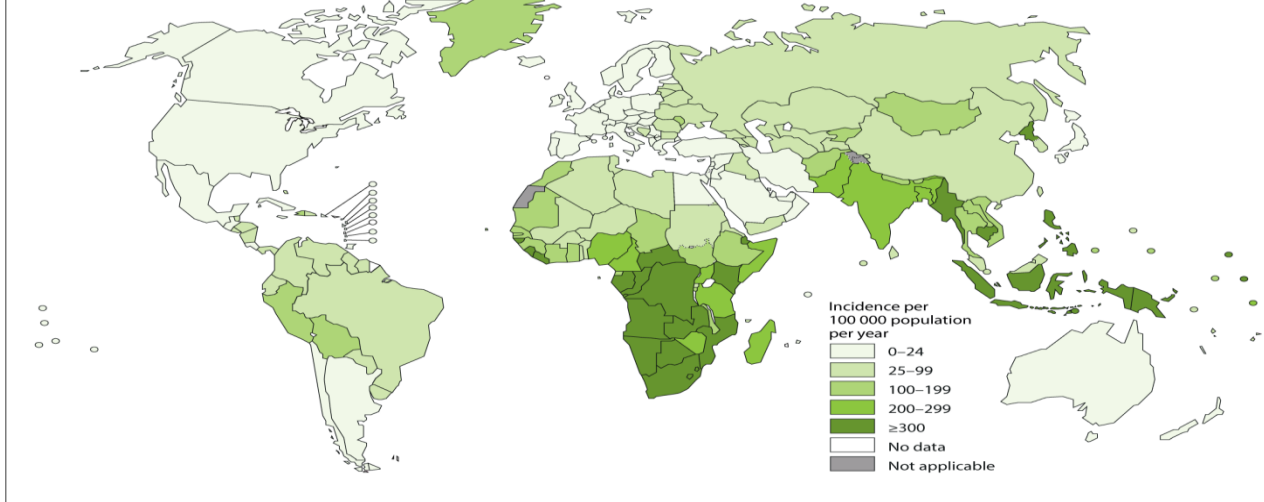 Incidence per
100 000 population
per year
0–24
25–99
100–199
200–299
≥300
No data
Not applicable